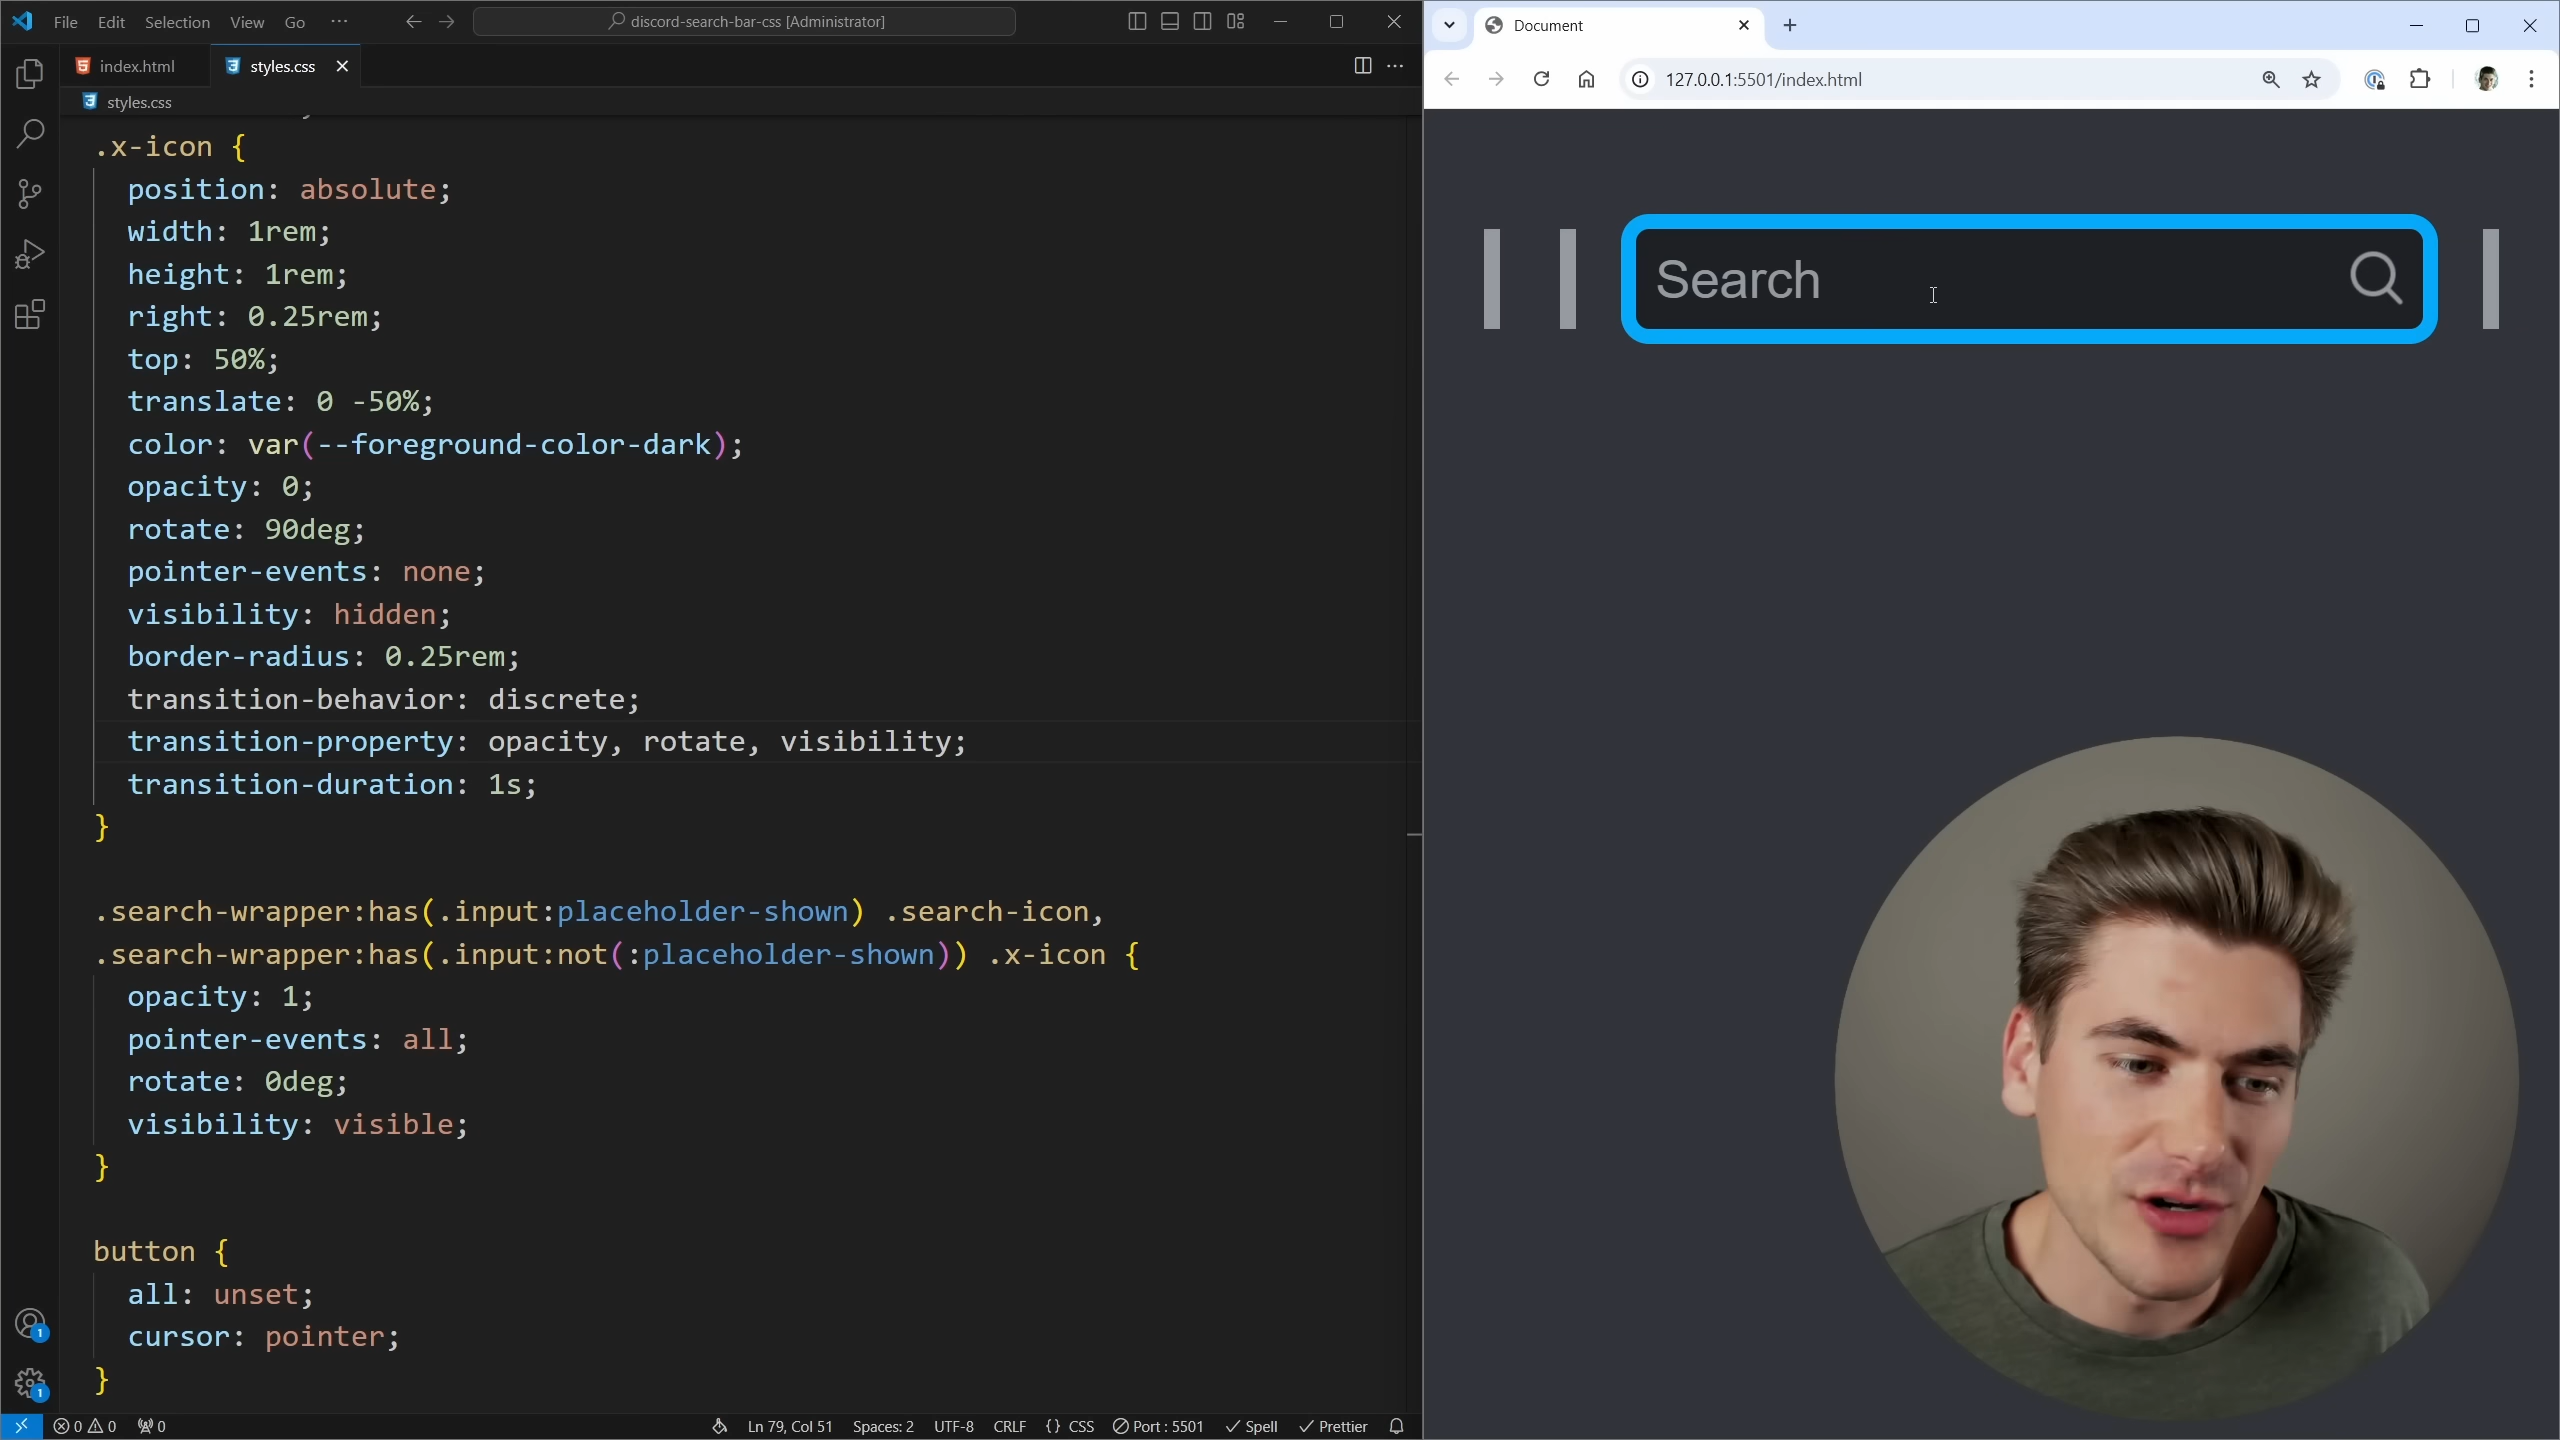 File Edit Selection View Go ··· discord-search-bar-css [Administrator]
index.html styles.css
styles.css
.x-icon {
position: absolute;
width: 1rem;
height: 1rem;
right: 0.25rem;
top: 50%;
translate: 0 -50%;
color: var(--foreground-color-dark);
opacity: 0;
rotate: 90deg;
pointer-events: none;
visibility: hidden;
border-radius: 0.25rem;
transition-behavior: discrete;
transition-property: opacity, rotate, visibility;
transition-duration: 1s;
}
.search-wrapper:has(.input:placeholder-shown) .search-icon,
.search-wrapper:has(.input:not(:placeholder-shown)) .x-icon {
opacity: 1;
pointer-events: all;
rotate: 0deg;
visibility: visible;
}
button {
all: unset;
cursor: pointer;
}
1
1
0 0 0 Ln 79, Col 51 Spaces: 2 UTF-8 CRLF {} CSS Port : 5501 Spell Prettier
Document
127.0.0.1:5501/index.html
Search